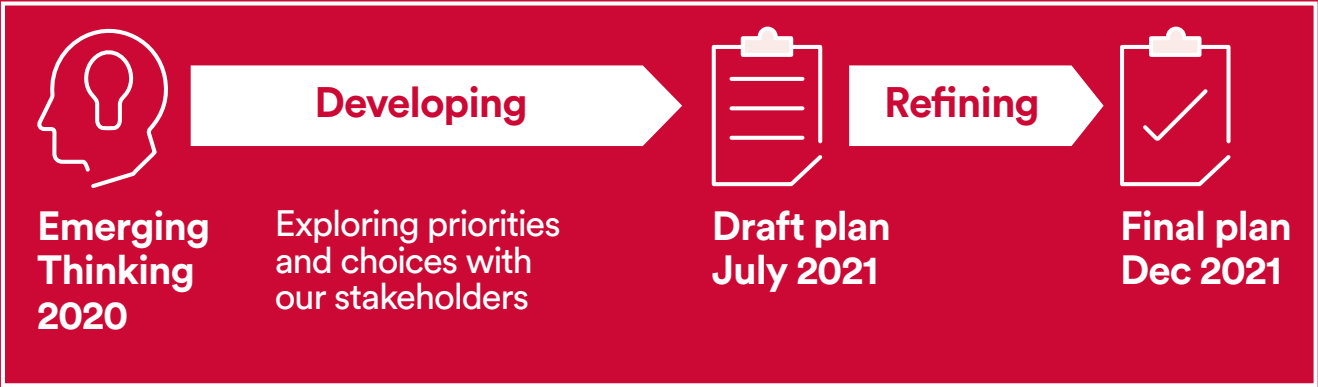 Developing
Refining
Emerging
Thinking
2020
Exploring priorities
and choices with
our stakeholders
Draft plan
July 2021
Final plan
Dec 2021